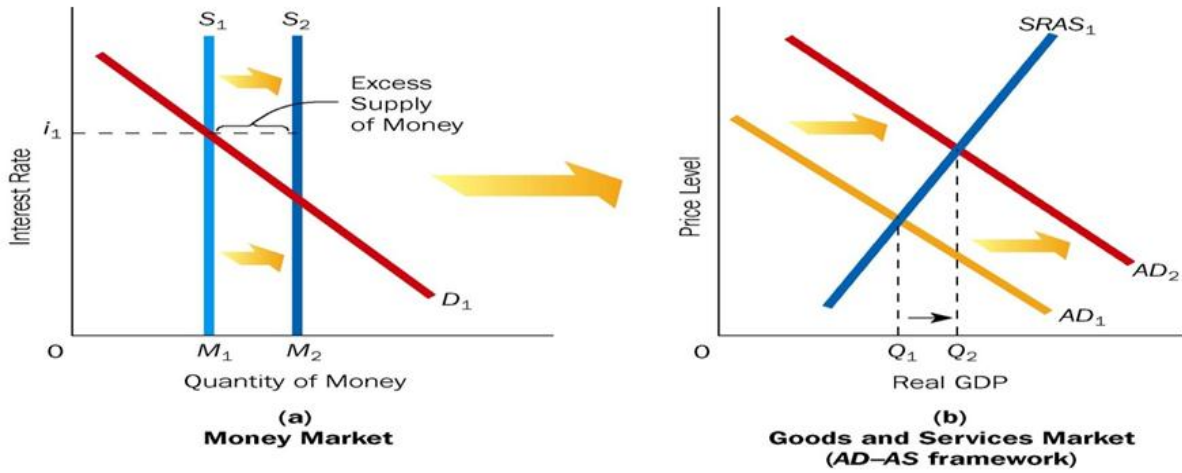 S₁
S₂
Excess
Supply
of Money
i₁
Interest Rate
D₁
O
M₁
M₂
Quantity of Money
(a)
Money Market
SRAS₁
Price Level
AD₂
AD₁
O
Q₁
Q₂
Real GDP
(b)
Goods and Services Market
(AD–AS framework)